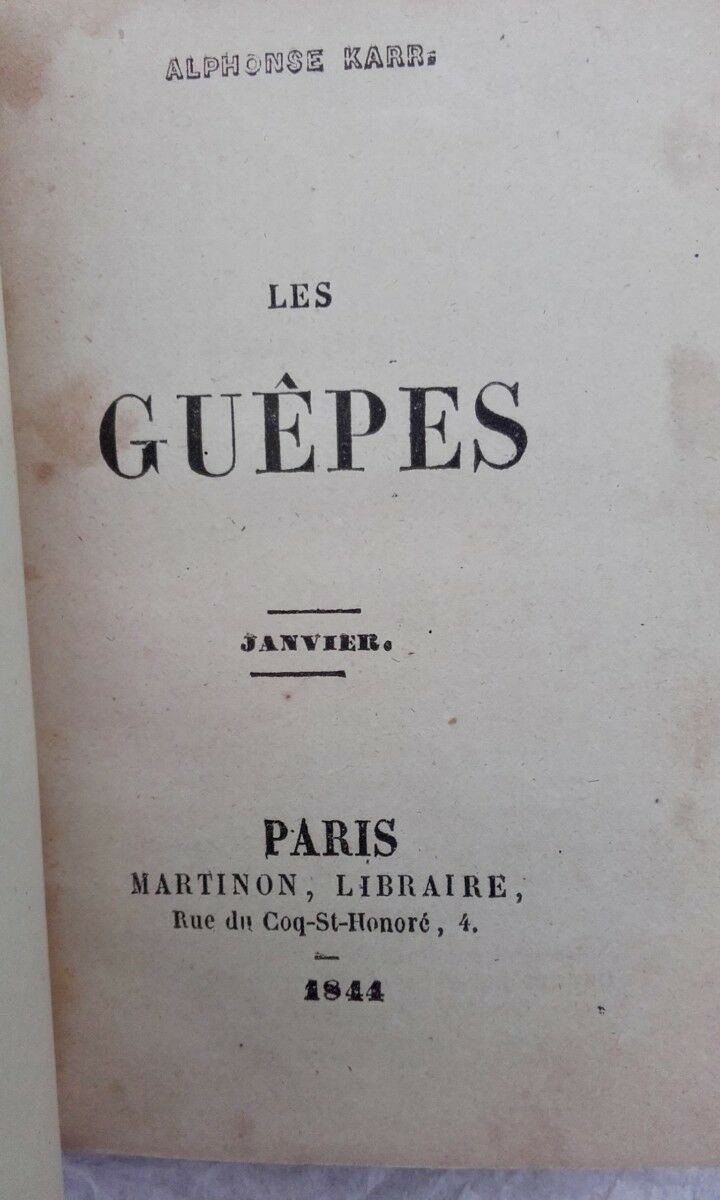 ALPHONSE KARR.
LES
GUÊPES
JANVIER.
PARIS
MARTINON, LIBRAIRE,
Rue du Coq-St-Honoré, 4.
1844